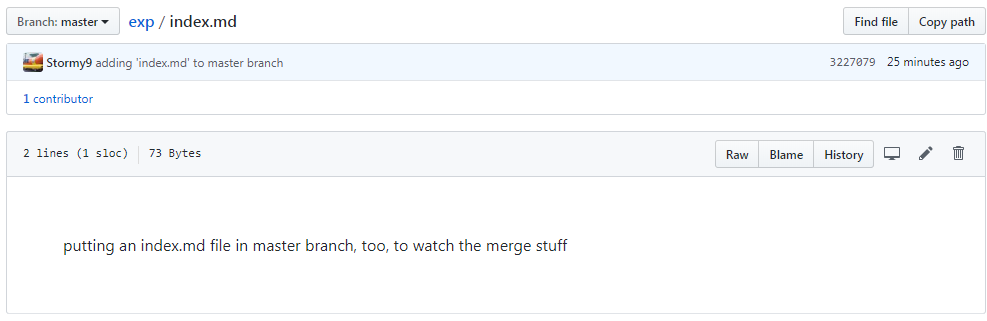 Branch: master exp / index.md Find file Copy path
Stormy9 adding 'index.md' to master branch 3227079 25 minutes ago
1 contributor
2 lines (1 sloc) 73 Bytes Raw Blame History
putting an index.md file in master branch, too, to watch the merge stuff